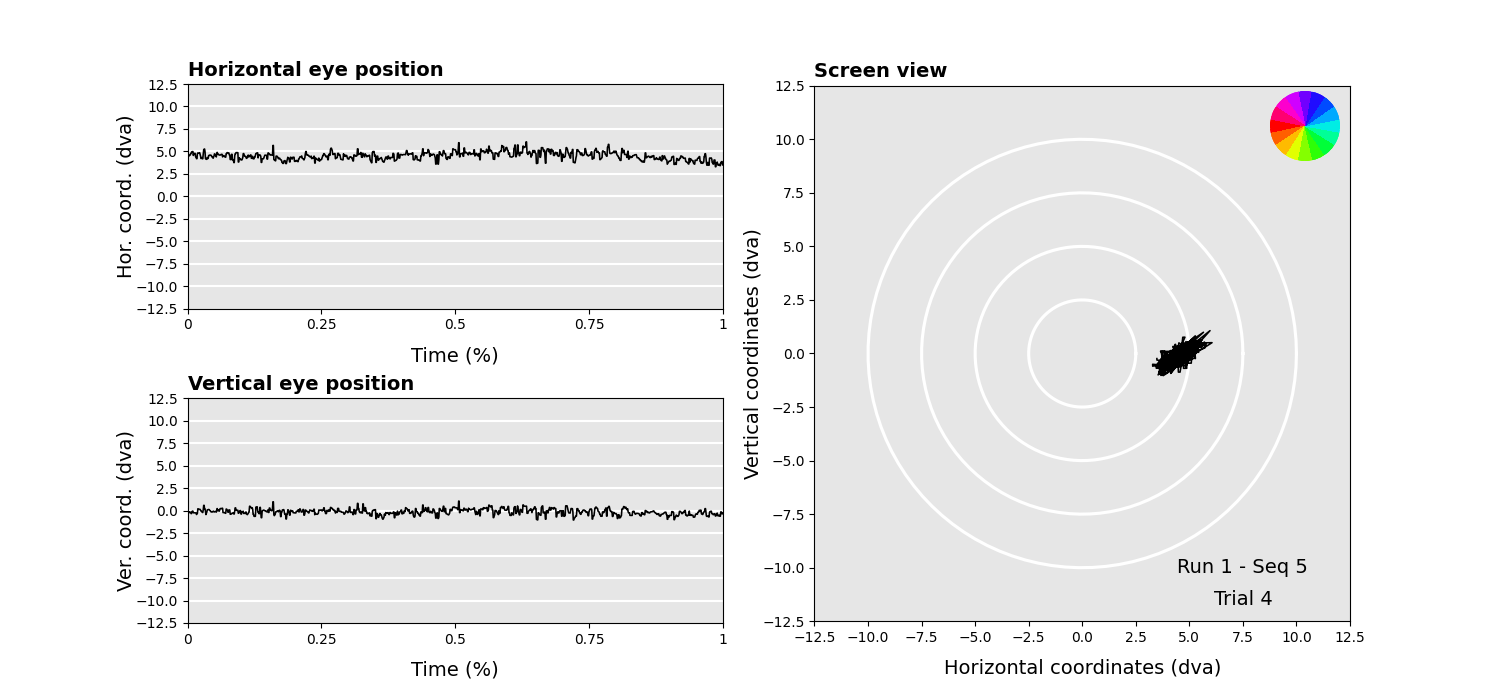 Horizontal eye position
Hor. coord. (dva)
12.5
10.0
7.5
5.0
2.5
0.0
−2.5
−5.0
−7.5
−10.0
−12.5
0 0.25 0.5 0.75 1
Time (%)
Vertical eye position
Ver. coord. (dva)
12.5
10.0
7.5
5.0
2.5
0.0
−2.5
−5.0
−7.5
−10.0
−12.5
0 0.25 0.5 0.75 1
Time (%)
Screen view
Vertical coordinates (dva)
12.5
10.0
7.5
5.0
2.5
0.0
−2.5
−5.0
−7.5
−10.0
−12.5
Run 1 - Seq 5
Trial 4
−12.5 −10.0 −7.5 −5.0 −2.5 0.0 2.5 5.0 7.5 10.0 12.5
Horizontal coordinates (dva)